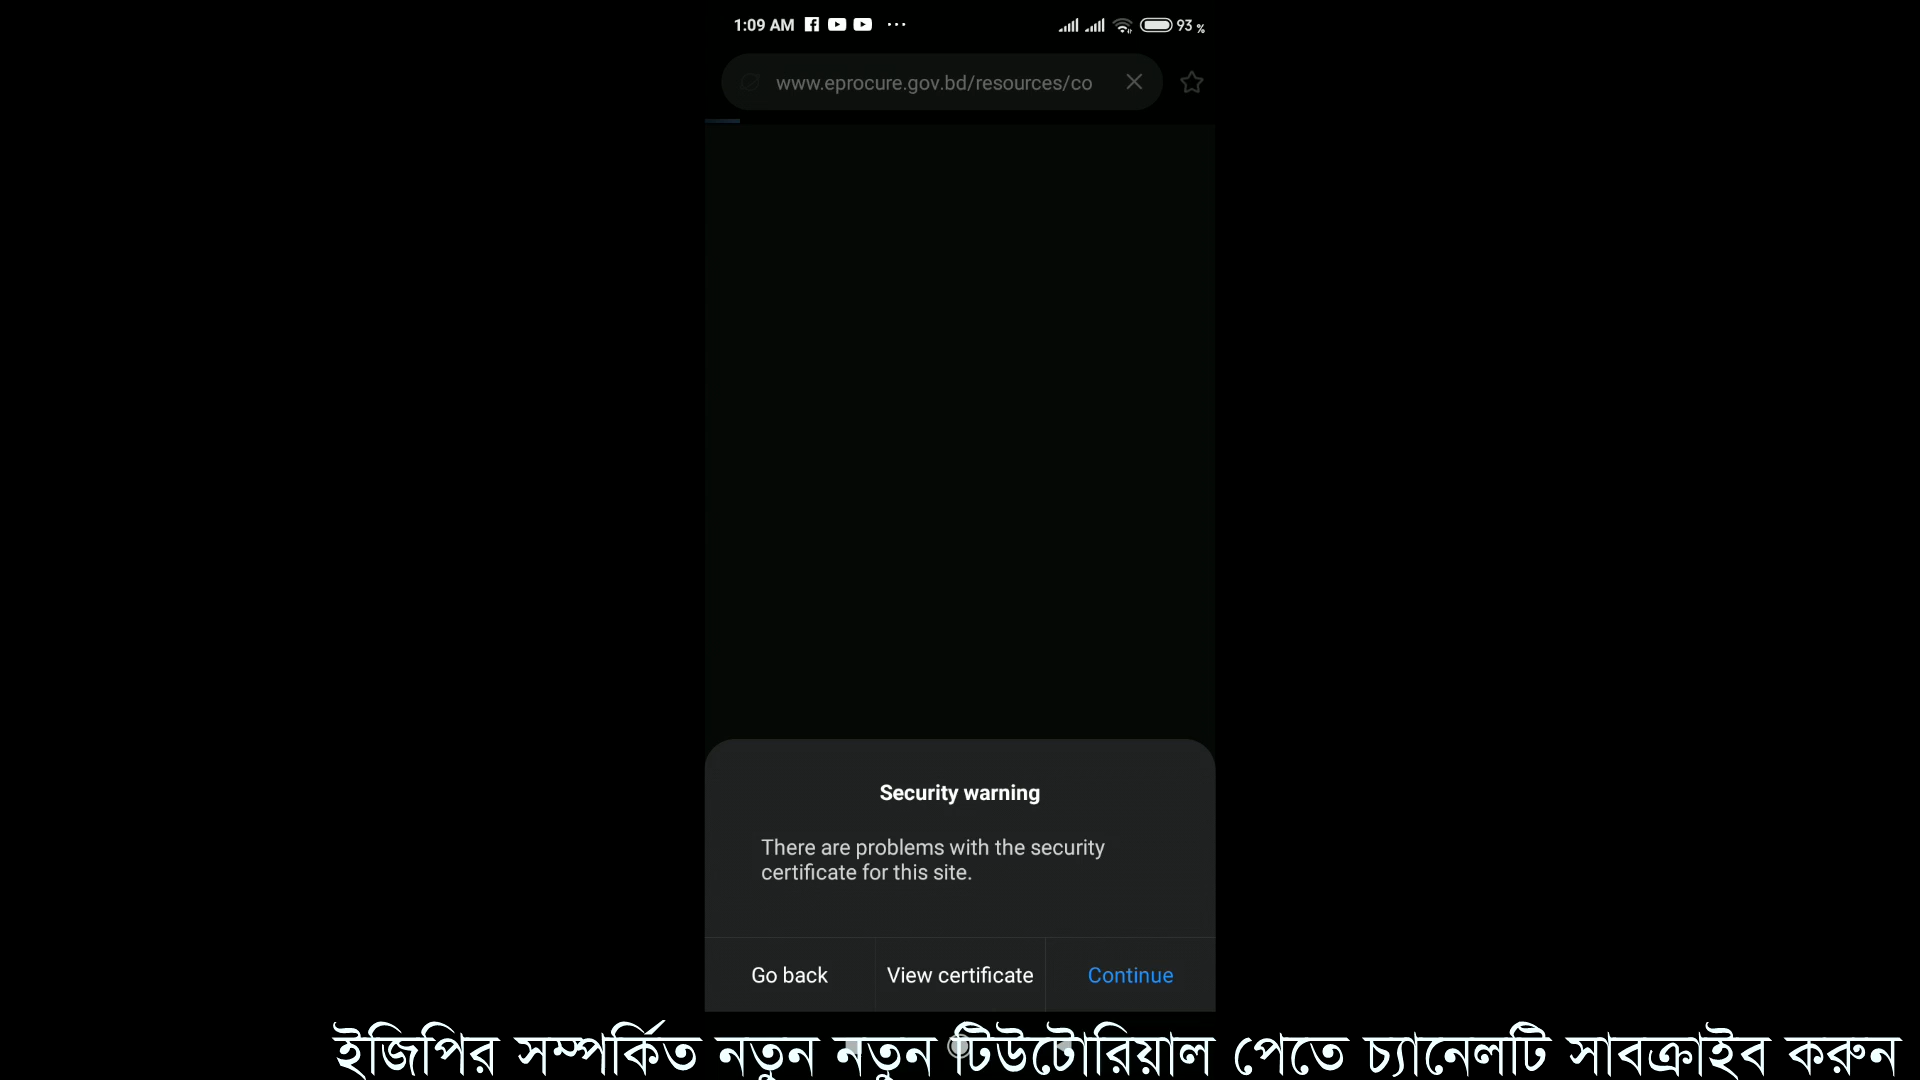 1:09 AM ... 93 %
www.eprocure.gov.bd/resources/co
Security warning
There are problems with the security
certificate for this site.
Go back View certificate Continue
ইজিপির সম্পর্কিত নতুন নতুন টিউটোরিয়াল পেতে চ্যানেলটি সাবক্রাইব করুন